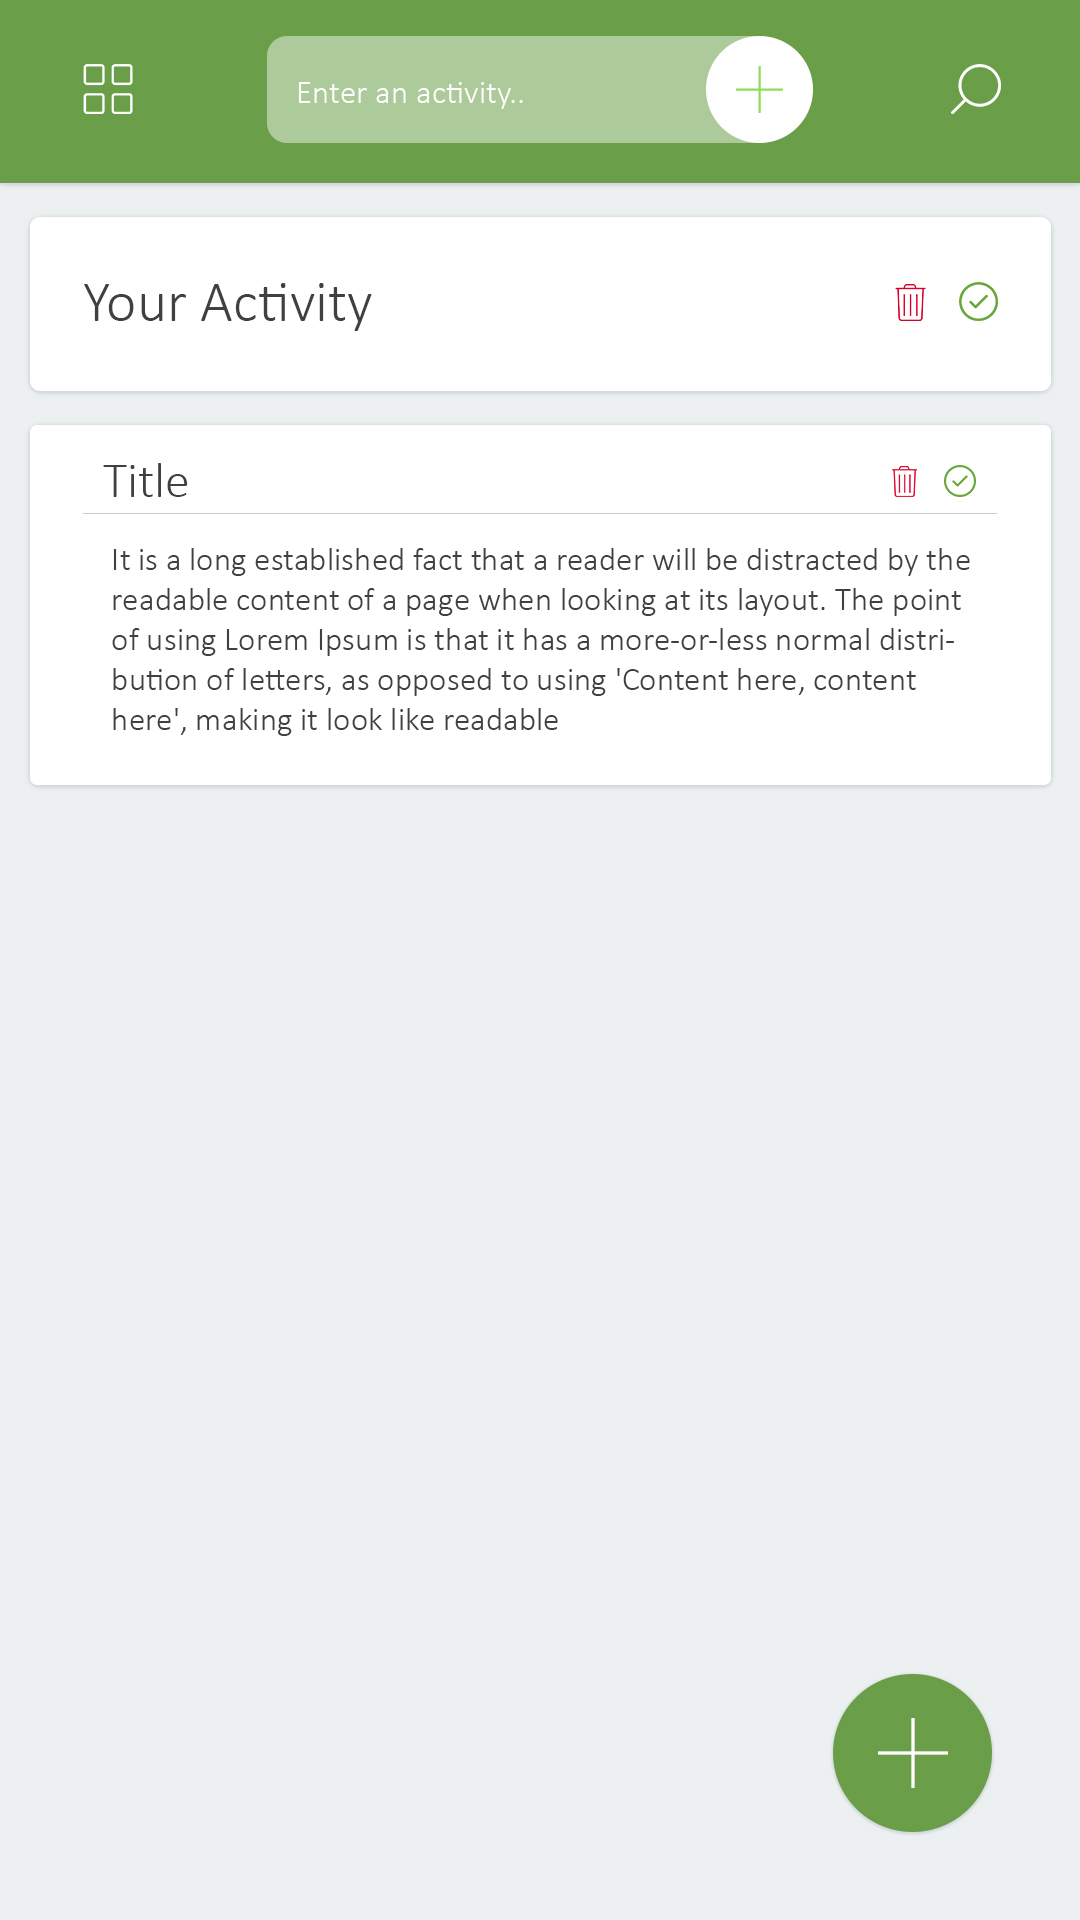 Enter an activity..
Your Activity
Title
It is a long established fact that a reader will be distracted by the
readable content of a page when looking at its layout. The point
of using Lorem Ipsum is that it has a more-or-less normal distri-
bution of letters, as opposed to using 'Content here, content
here', making it look like readable